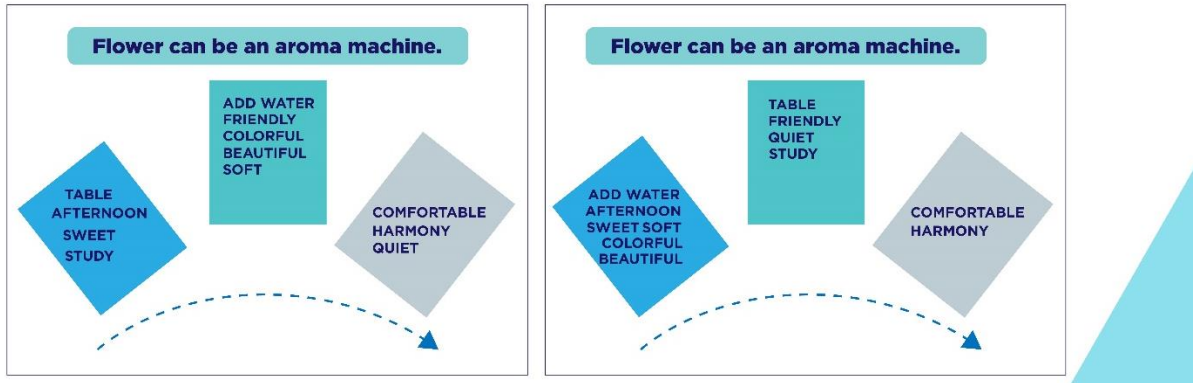 Flower can be an aroma machine.
TABLE
AFTERNOON
SWEET
STUDY
ADD WATER
FRIENDLY
COLORFUL
BEAUTIFUL
SOFT
COMFORTABLE
HARMONY
QUIET
Flower can be an aroma machine.
ADD WATER
AFTERNOON
SWEET SOFT
COLORFUL
BEAUTIFUL
TABLE
FRIENDLY
QUIET
STUDY
COMFORTABLE
HARMONY